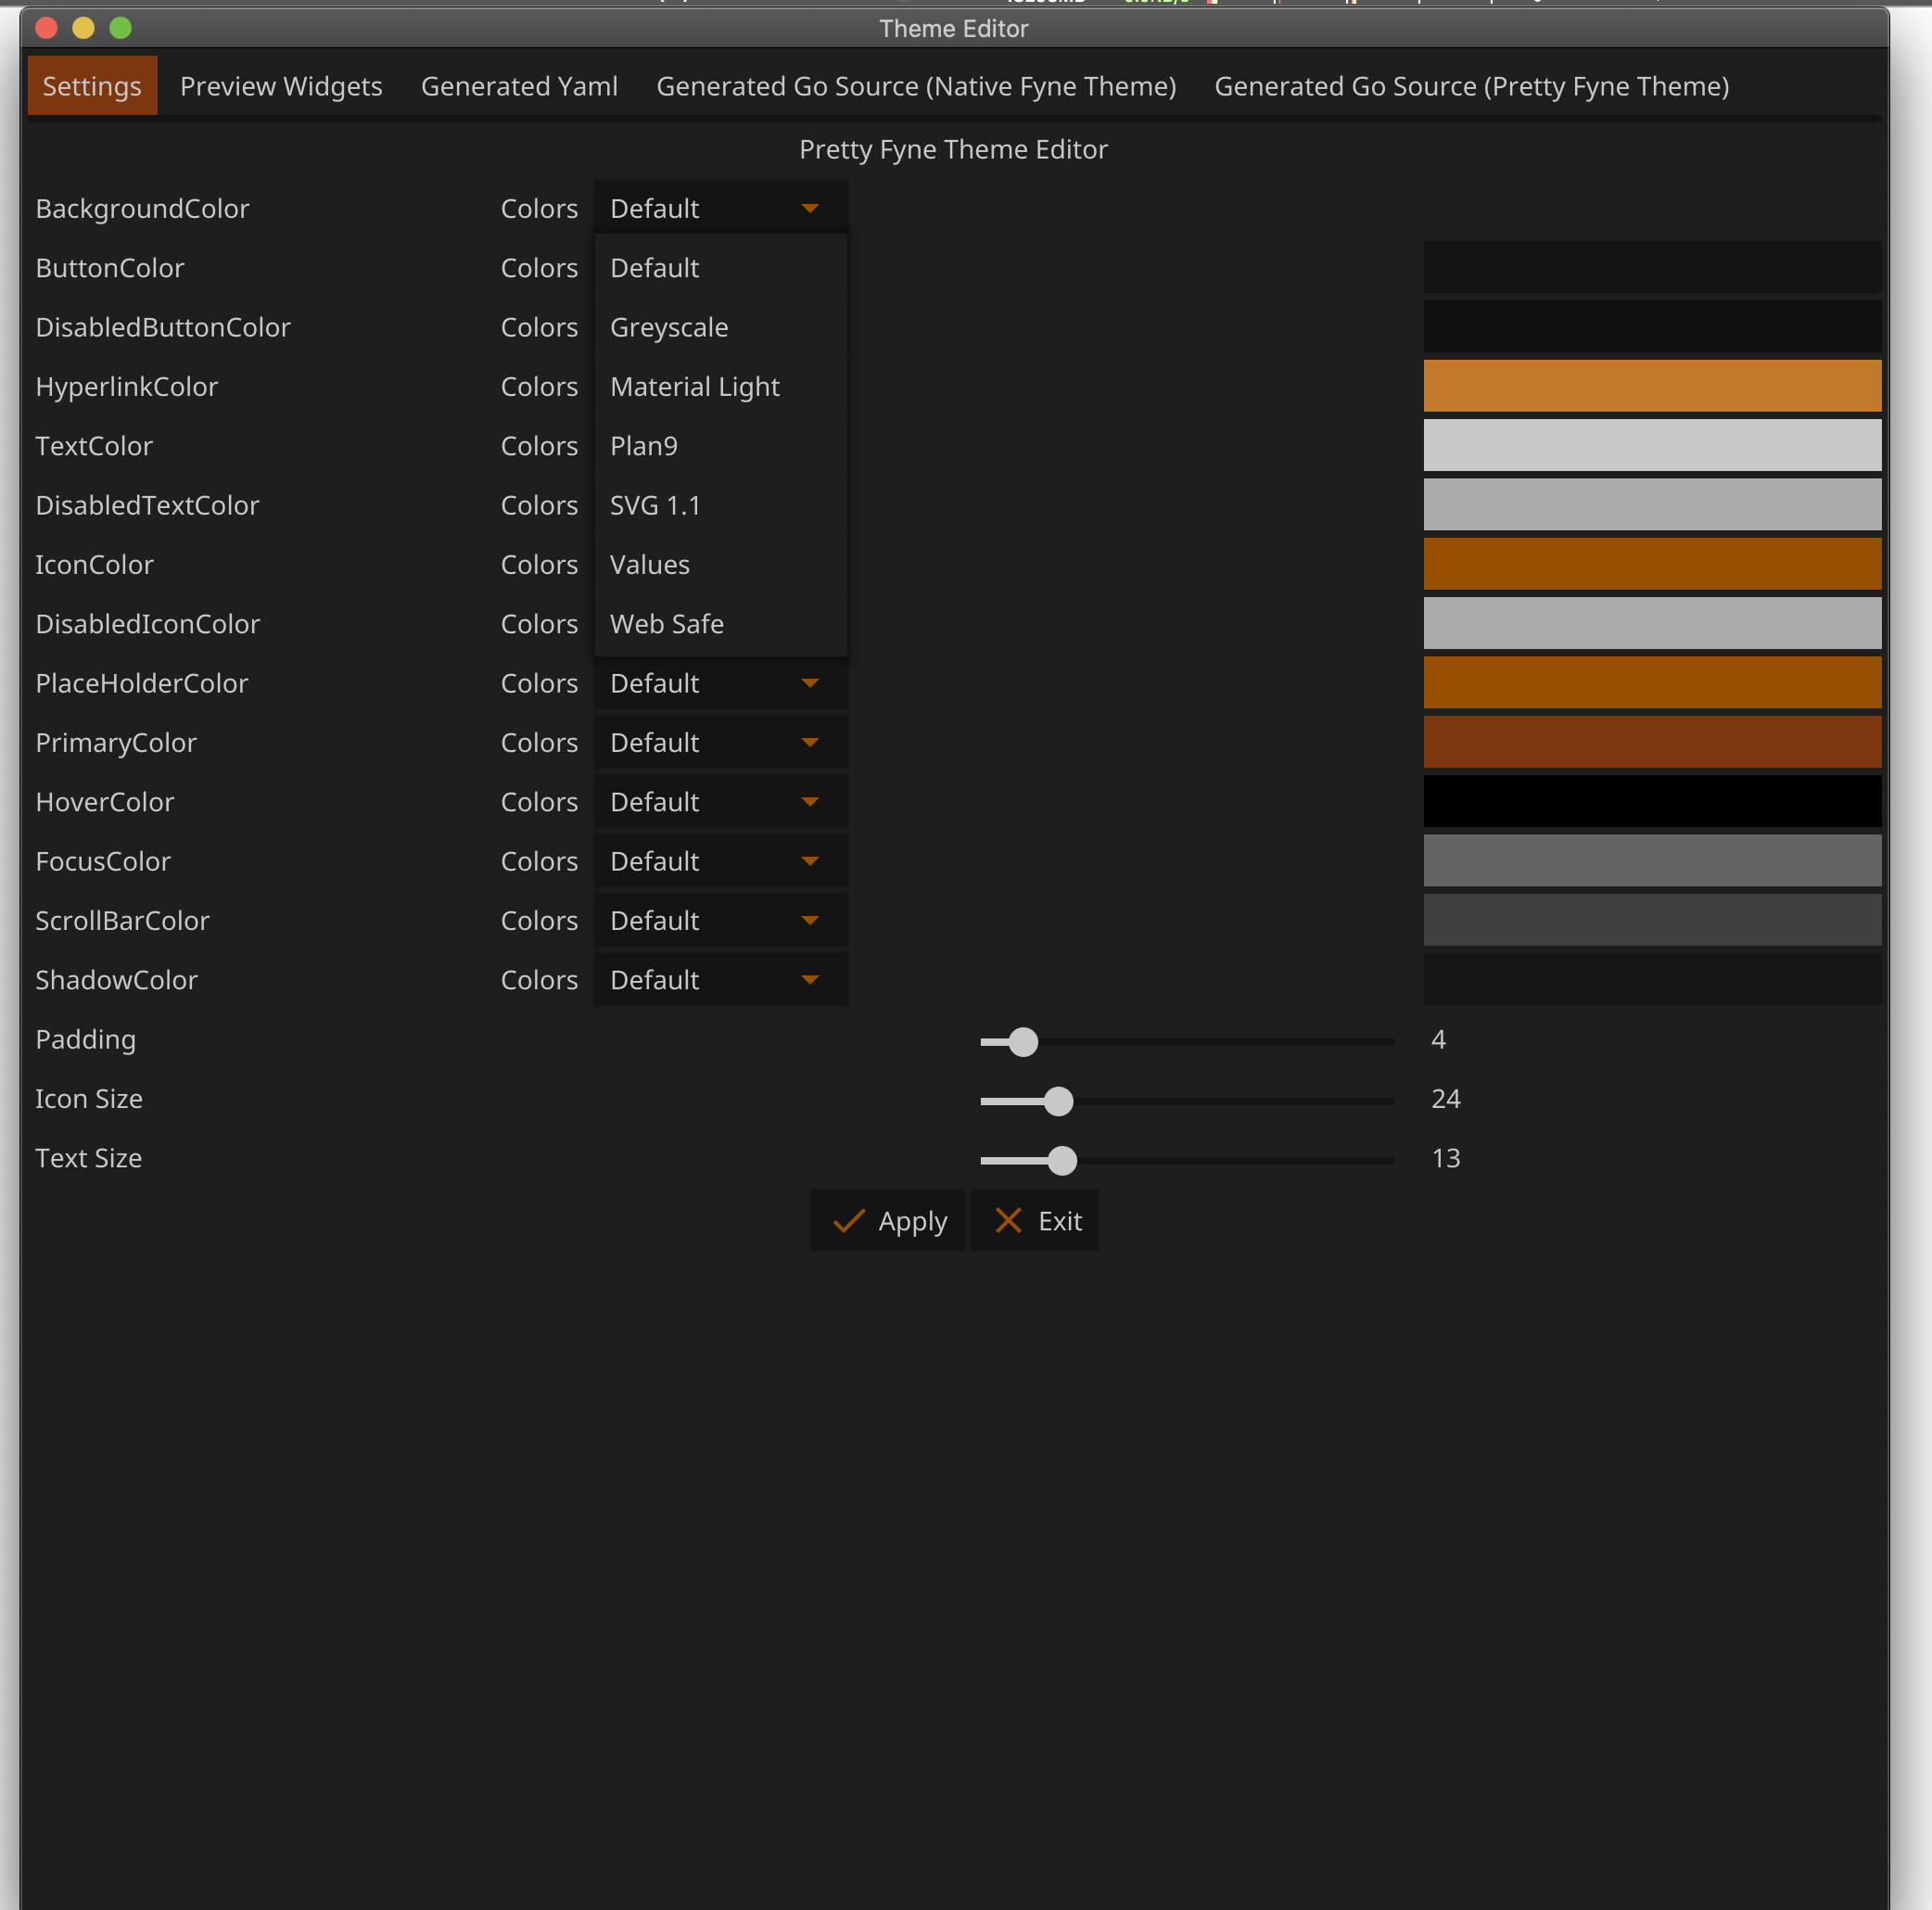 Theme Editor
Settings Preview Widgets Generated Yaml Generated Go Source (Native Fyne Theme) Generated Go Source (Pretty Fyne Theme)
Pretty Fyne Theme Editor
BackgroundColor Colors Default
ButtonColor Colors Default
DisabledButtonColor Colors Greyscale
HyperlinkColor Colors Material Light
TextColor Colors Plan9
DisabledTextColor Colors SVG 1.1
IconColor Colors Values
DisabledIconColor Colors Web Safe
PlaceHolderColor Colors Default
PrimaryColor Colors Default
HoverColor Colors Default
FocusColor Colors Default
ScrollBarColor Colors Default
ShadowColor Colors Default
Padding 4
Icon Size 24
Text Size 13
Apply Exit